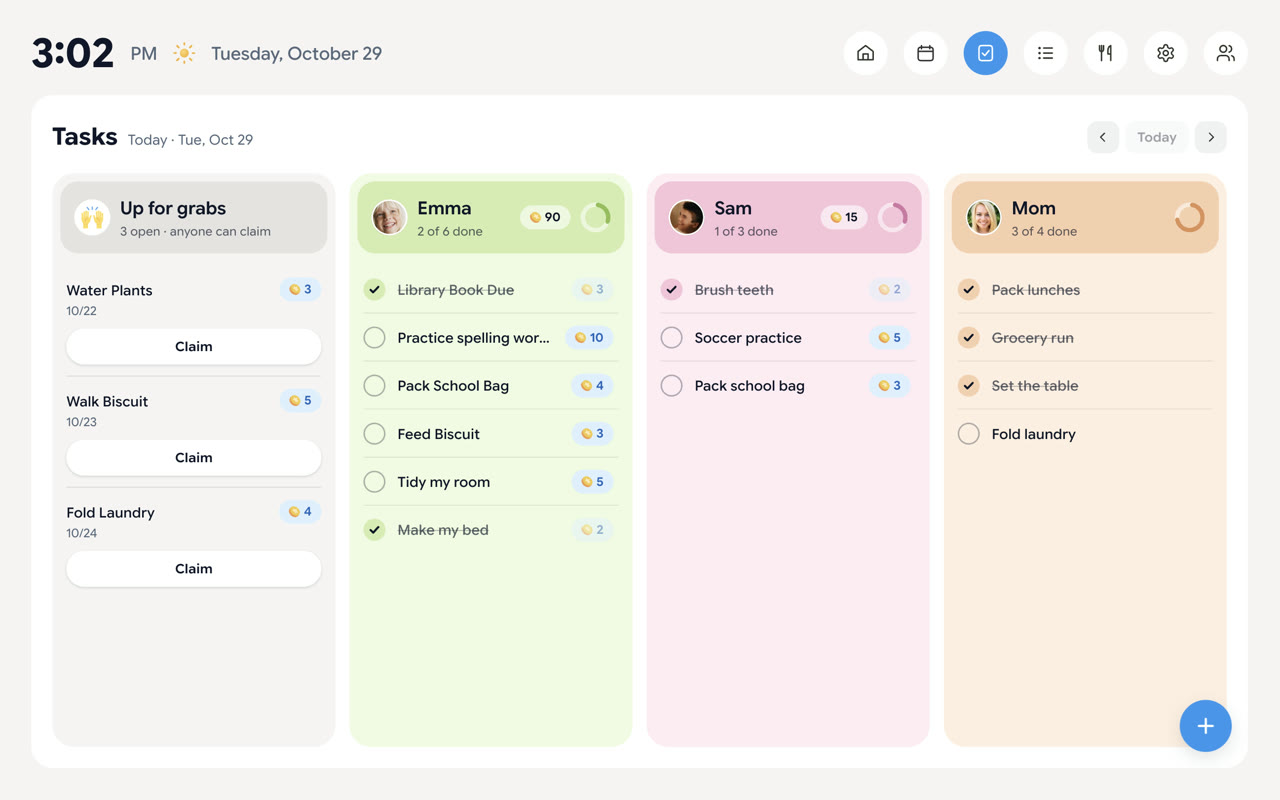 3:02 PM Tuesday, October 29
Tasks Today · Tue, Oct 29
Today
Up for grabs
3 open · anyone can claim
Water Plants 3
10/22
Claim
Walk Biscuit 5
10/23
Claim
Fold Laundry 4
10/24
Claim
Emma
2 of 6 done
90
Library Book Due 3
Practice spelling wor... 10
Pack School Bag 4
Feed Biscuit 3
Tidy my room 5
Make my bed 2
Sam
1 of 3 done
15
Brush teeth 2
Soccer practice 5
Pack school bag 3
Mom
3 of 4 done
Pack lunches
Grocery run
Set the table
Fold laundry